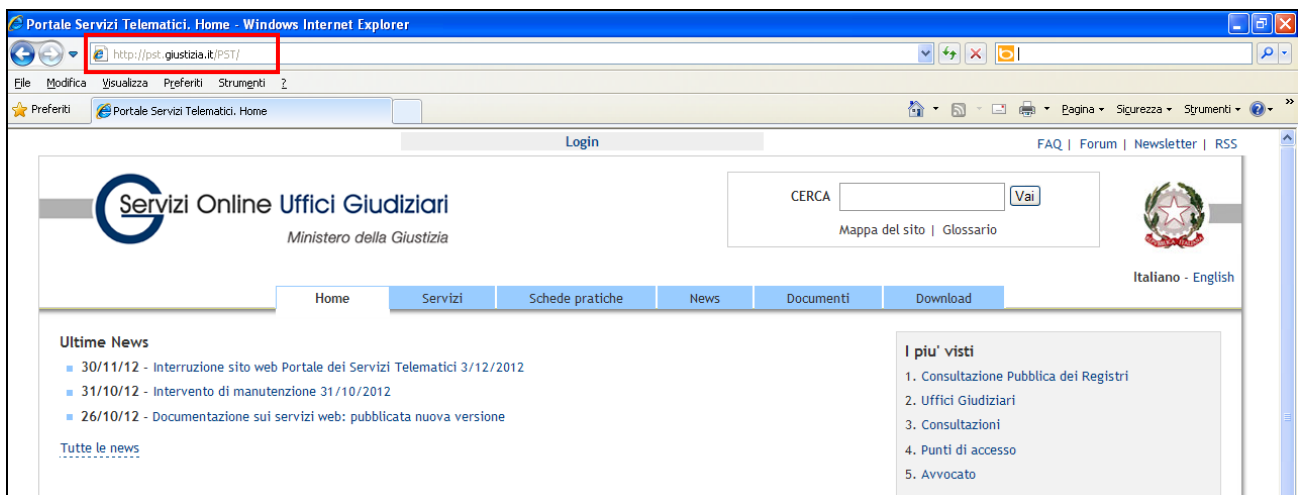 Portale Servizi Telematici. Home - Windows Internet Explorer
http://pst.giustizia.it/PST/
File Modifica Visualizza Preferiti Strumenti ?
Preferiti Portale Servizi Telematici. Home Pagina Sicurezza Strumenti
Login FAQ | Forum | Newsletter | RSS
Servizi Online Uffici Giudiziari
Ministero della Giustizia
CERCA Vai
Mappa del sito | Glossario
Italiano - English
Home Servizi Schede pratiche News Documenti Download
Ultime News
30/11/12 - Interruzione sito web Portale dei Servizi Telematici 3/12/2012
31/10/12 - Intervento di manutenzione 31/10/2012
26/10/12 - Documentazione sui servizi web: pubblicata nuova versione
Tutte le news
I piu' visti
1. Consultazione Pubblica dei Registri
2. Uffici Giudiziari
3. Consultazioni
4. Punti di accesso
5. Avvocato